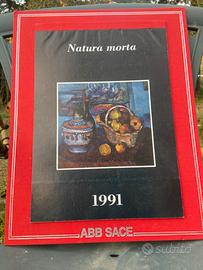 Natura morta
1991
ABB SACE
subito